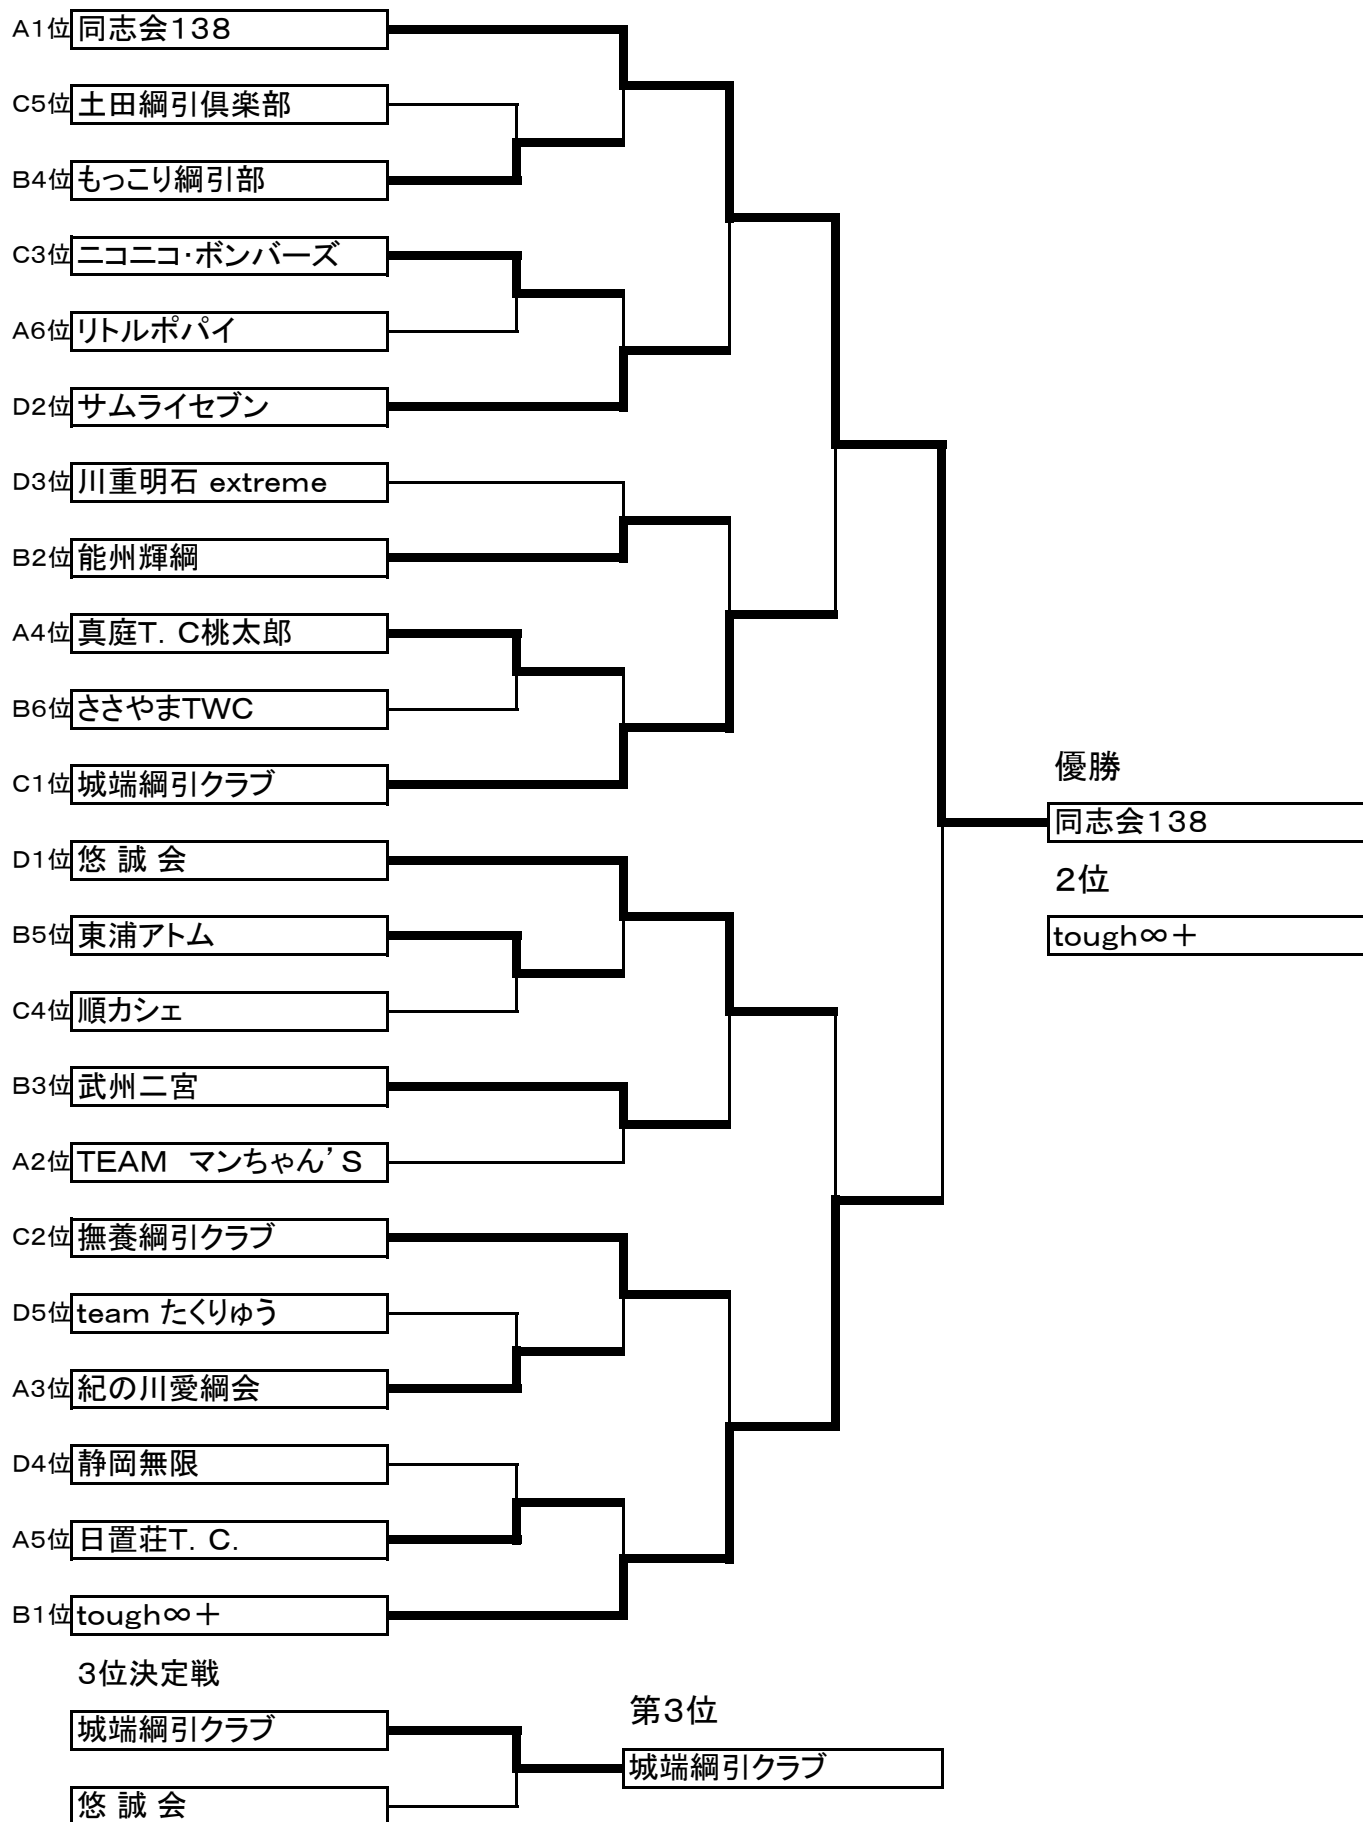 A1位 同志会138
C5位 土田綱引倶楽部
B4位 もっこり綱引部
C3位 ニコニコ・ボンバーズ
A6位 リトルポパイ
D2位 サムライセブン
D3位 川重明石 extreme
B2位 能州輝綱
A4位 真庭T．C桃太郎
B6位 ささやまTWC
C1位 城端綱引クラブ
優勝
同志会138
D1位 悠 誠 会
2位
B5位 東浦アトム
tough∞＋
C4位 順カシェ
B3位 武州二宮
A2位 TEAM　マンちゃん’S
C2位 撫養綱引クラブ
D5位 team たくりゅう
A3位 紀の川愛綱会
D4位 静岡無限
A5位 日置荘T．C．
B1位 tough∞＋
3位決定戦
城端綱引クラブ
第3位
城端綱引クラブ
悠 誠 会